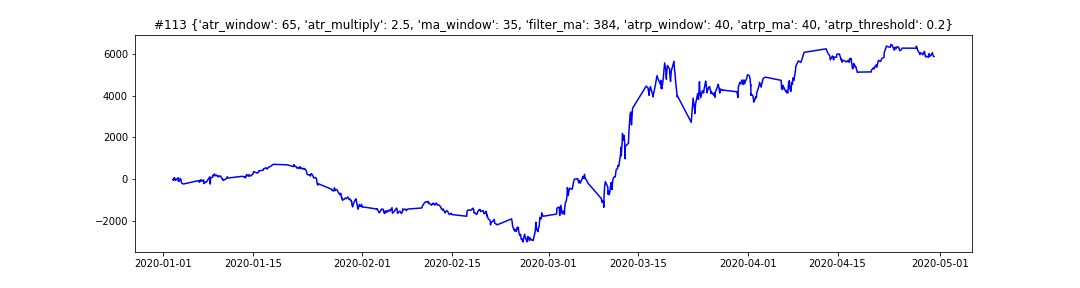 #113 {'atr_window': 65, 'atr_multiply': 2.5, 'ma_window': 35, 'filter_ma': 384, 'atrp_window': 40, 'atrp_ma': 40, 'atrp_threshold': 0.2}
6000
4000
2000
0
−2000
2020-01-01 2020-01-15 2020-02-01 2020-02-15 2020-03-01 2020-03-15 2020-04-01 2020-04-15 2020-05-01